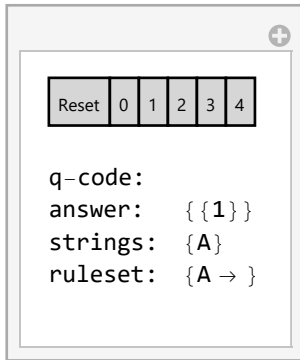 Reset 0 1 2 3 4
q–code:
answer: {{1}}
strings: {A}
ruleset: {A → }